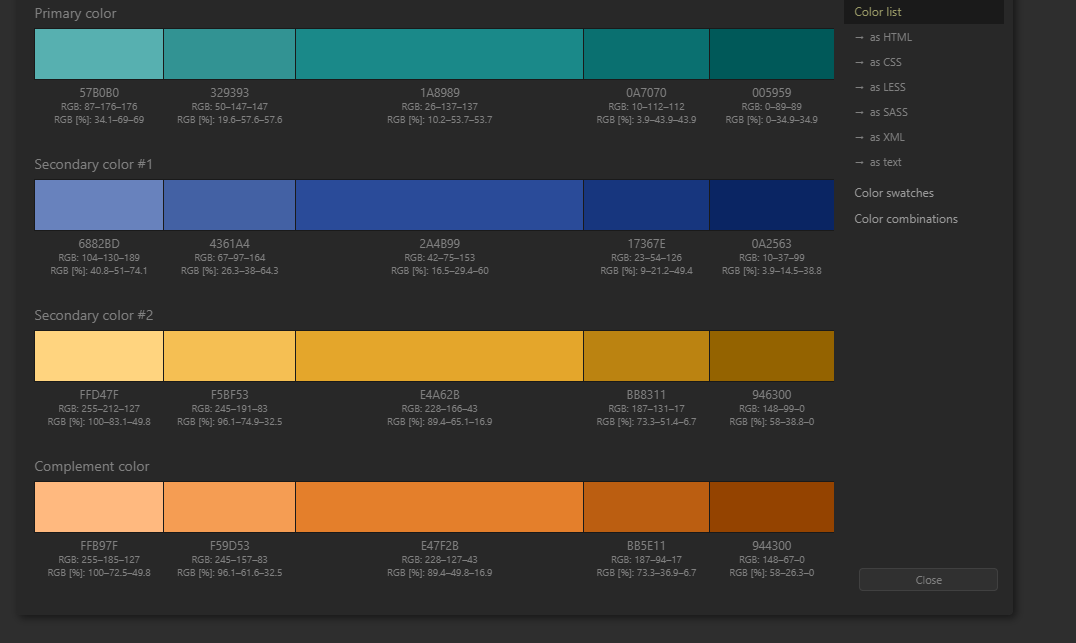 Primary color
57B0B0
RGB: 87–176–176
RGB [%]: 34.1–69–69
329393
RGB: 50–147–147
RGB [%]: 19.6–57.6–57.6
1A8989
RGB: 26–137–137
RGB [%]: 10.2–53.7–53.7
0A7070
RGB: 10–112–112
RGB [%]: 3.9–43.9–43.9
005959
RGB: 0–89–89
RGB [%]: 0–34.9–34.9
Secondary color #1
6882BD
RGB: 104–130–189
RGB [%]: 40.8–51–74.1
4361A4
RGB: 67–97–164
RGB [%]: 26.3–38–64.3
2A4B99
RGB: 42–75–153
RGB [%]: 16.5–29.4–60
17367E
RGB: 23–54–126
RGB [%]: 9–21.2–49.4
0A2563
RGB: 10–37–99
RGB [%]: 3.9–14.5–38.8
Secondary color #2
FFD47F
RGB: 255–212–127
RGB [%]: 100–83.1–49.8
F5BF53
RGB: 245–191–83
RGB [%]: 96.1–74.9–32.5
E4A62B
RGB: 228–166–43
RGB [%]: 89.4–65.1–16.9
BB8311
RGB: 187–131–17
RGB [%]: 73.3–51.4–6.7
946300
RGB: 148–99–0
RGB [%]: 58–38.8–0
Complement color
FFB97F
RGB: 255–185–127
RGB [%]: 100–72.5–49.8
F59D53
RGB: 245–157–83
RGB [%]: 96.1–61.6–32.5
E47F2B
RGB: 228–127–43
RGB [%]: 89.4–49.8–16.9
BB5E11
RGB: 187–94–17
RGB [%]: 73.3–36.9–6.7
944300
RGB: 148–67–0
RGB [%]: 58–26.3–0
Color list
→ as HTML
→ as CSS
→ as LESS
→ as SASS
→ as XML
→ as text
Color swatches
Color combinations
Close